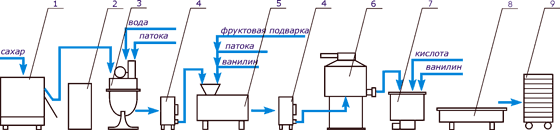 1
2
3
4
5
4
6
7
8
9
сахар
вода
патока
фруктовая подварка
патока
ванилин
кислота
ванилин